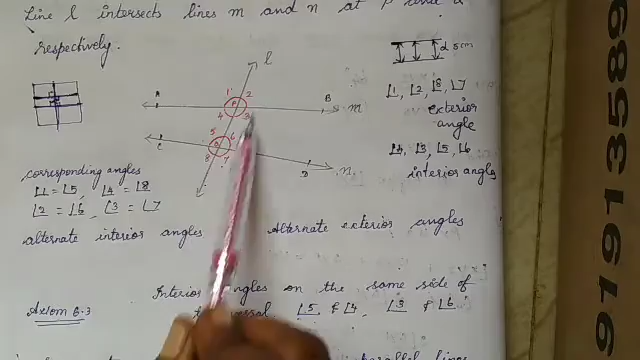 Line l intersects lines m and n at P and Q
respectively.
l
1 2
A P B m
4 3
5 6
C Q
8 7
D n
2.5cm
∠1, ∠2, ∠8, ∠7
exterior
angle
∠4, ∠3, ∠5, ∠6
interior angles
corresponding angles
∠1 = ∠5, ∠4 = ∠8
∠2 = ∠6, ∠3 = ∠7
alternate interior angles Alternate exterior angles
Interior angles on the same side of
Axiom 6.3 ∠5 & ∠4 ∠3 & ∠6
parallel lines
9191358